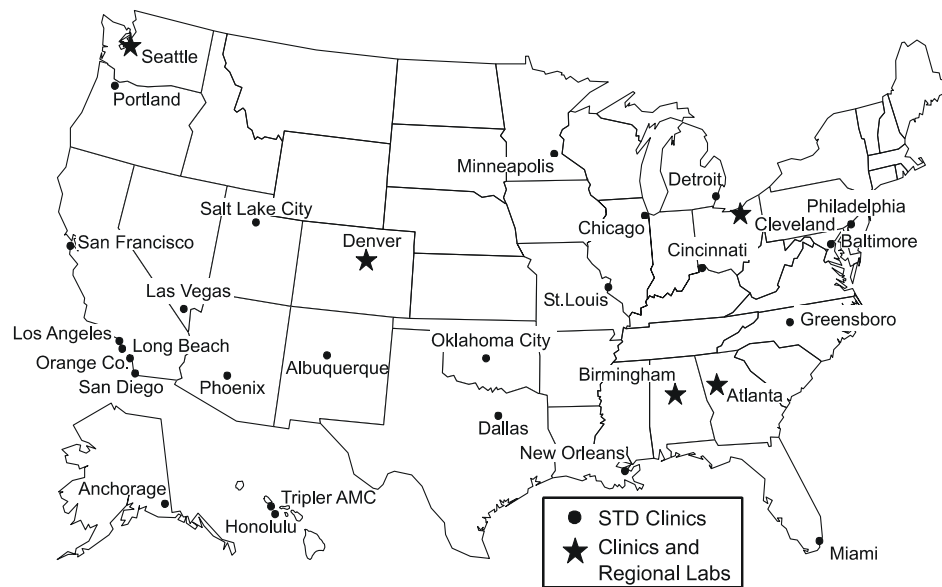 Seattle
Portland
Minneapolis
Detroit
Salt Lake City
Chicago
Cleveland
Philadelphia
Baltimore
San Francisco
Denver
Cincinnati
Las Vegas
St.Louis
Los Angeles
Long Beach
Orange Co.
San Diego
Phoenix
Albuquerque
Oklahoma City
Greensboro
Birmingham
Atlanta
Dallas
New Orleans
Anchorage
Tripler AMC
Honolulu
Miami
STD Clinics
Clinics and
Regional Labs